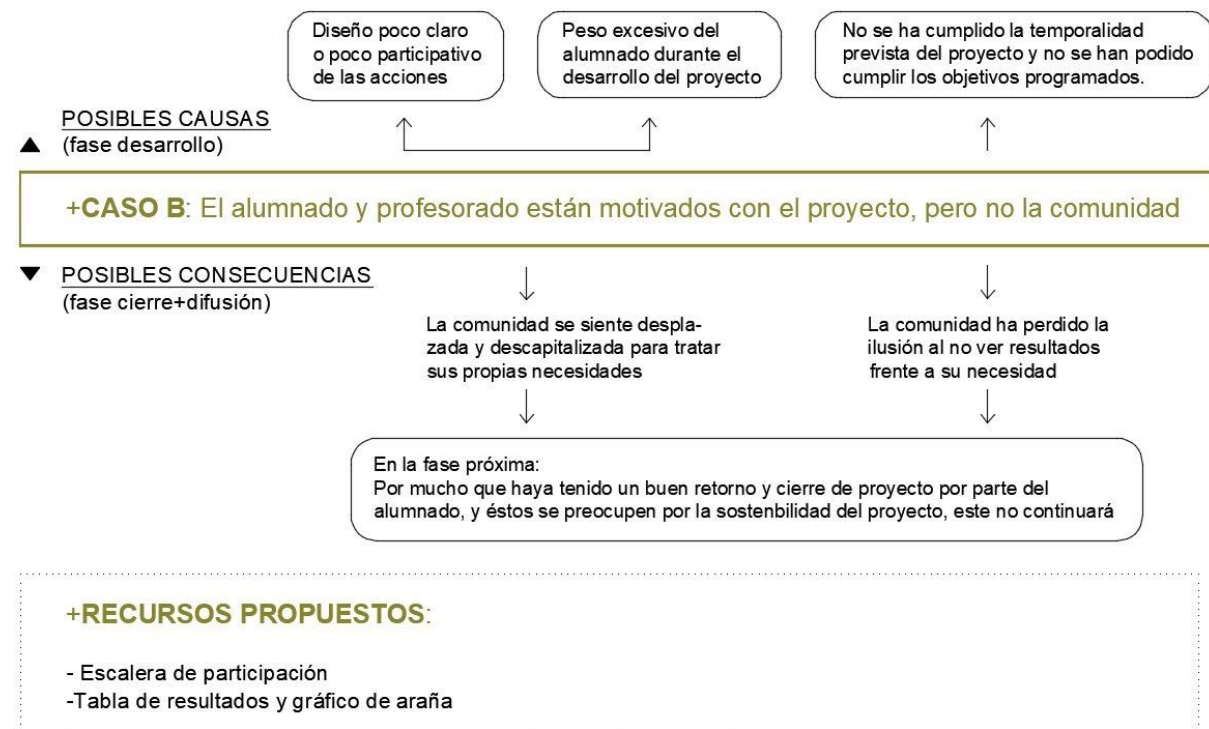 Diseño poco claro
o poco participativo
de las acciones
Peso excesivo del
alumnado durante el
desarrollo del proyecto
No se ha cumplido la temporalidad
prevista del proyecto y no se han podido
cumplir los objetivos programados.
POSIBLES CAUSAS
(fase desarrollo)
+CASO B: El alumnado y profesorado están motivados con el proyecto, pero no la comunidad
POSIBLES CONSECUENCIAS
(fase cierre+difusión)
La comunidad se siente despla-
zada y descapitalizada para tratar
sus propias necesidades
La comunidad ha perdido la
ilusión al no ver resultados
frente a su necesidad
En la fase próxima:
Por mucho que haya tenido un buen retorno y cierre de proyecto por parte del
alumnado, y éstos se preocupen por la sostenbilidad del proyecto, este no continuará
+RECURSOS PROPUESTOS:
- Escalera de participación
-Tabla de resultados y gráfico de araña